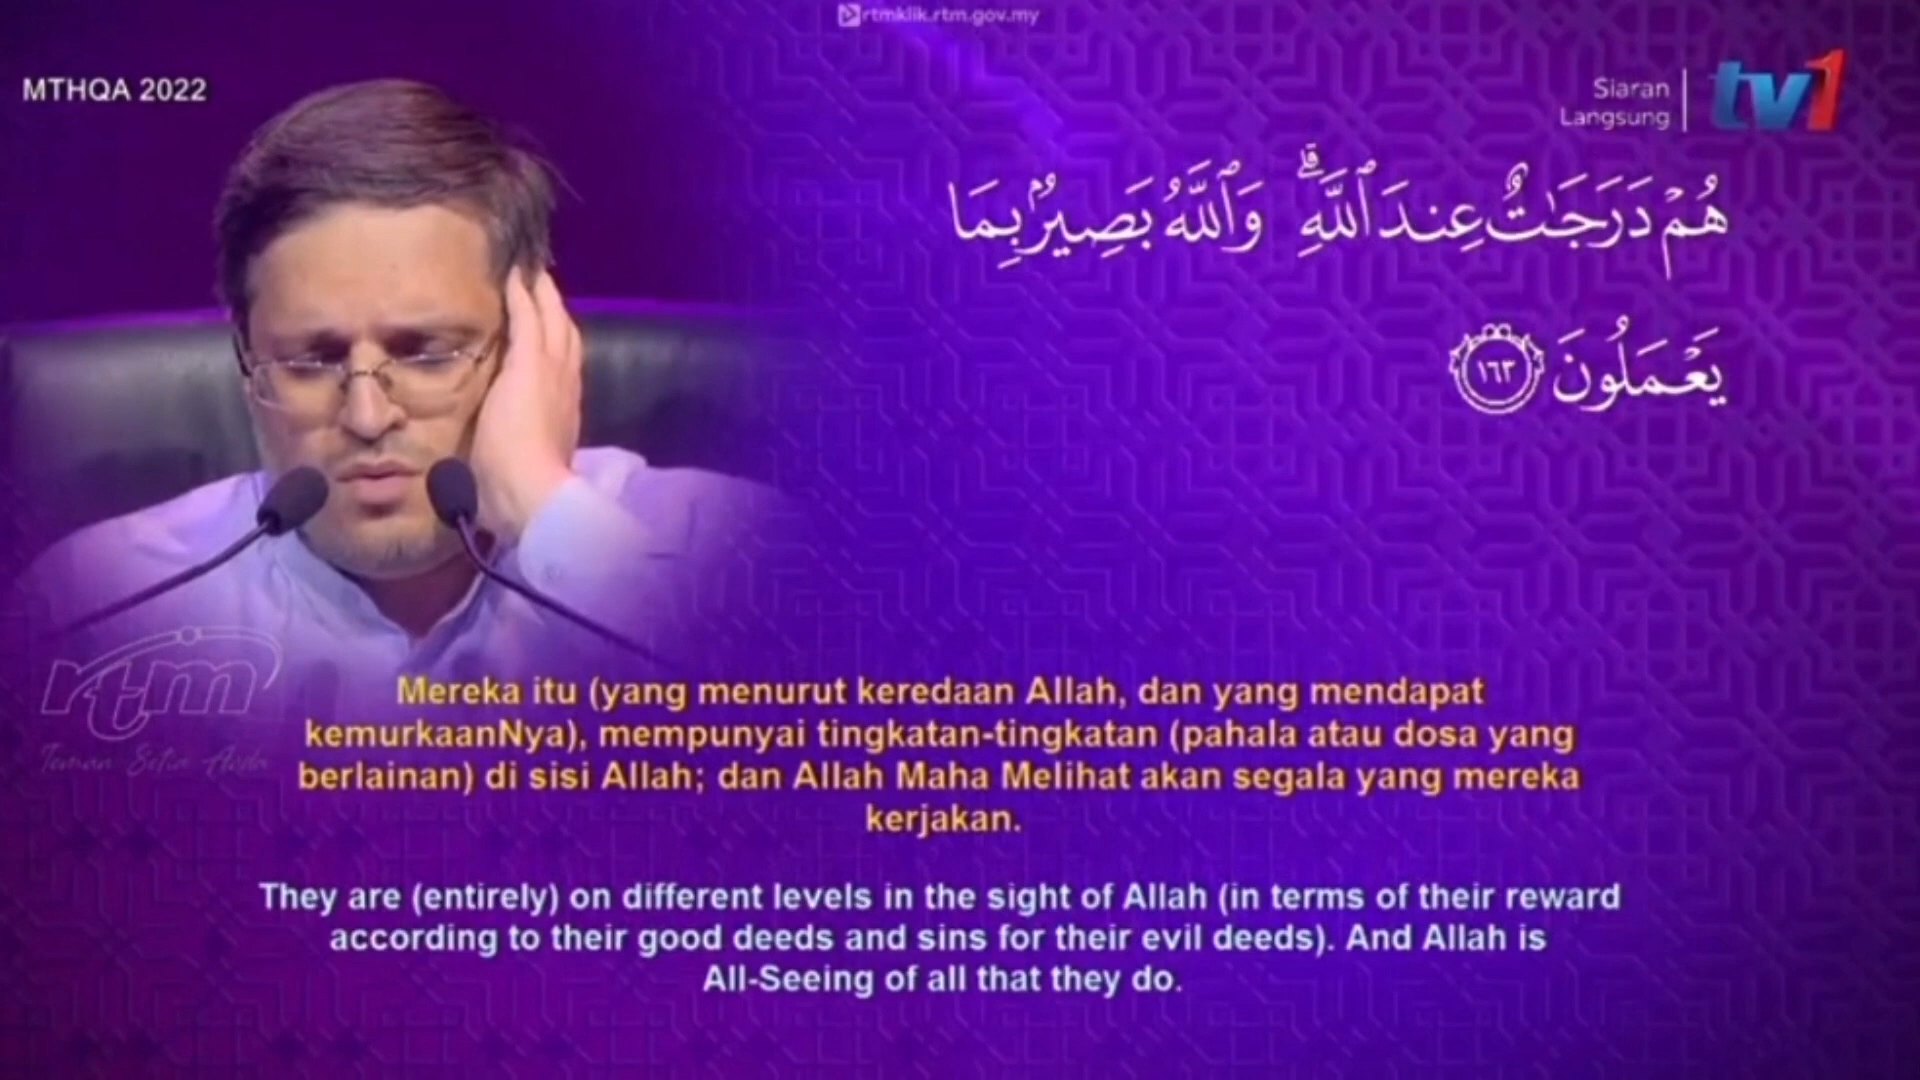 rtmklik.rtm.gov.my
MTHQA 2022
Siaran
Langsung
tv1
هُمْ دَرَجَٰتٌ عِندَ ٱللَّهِ ۗ وَٱللَّهُ بَصِيرٌۢ بِمَا
يَعْمَلُونَ ١٦٣
rtm
Teman Setia Anda
Mereka itu (yang menurut keredaan Allah, dan yang mendapat
kemurkaanNya), mempunyai tingkatan-tingkatan (pahala atau dosa yang
berlainan) di sisi Allah; dan Allah Maha Melihat akan segala yang mereka
kerjakan.
They are (entirely) on different levels in the sight of Allah (in terms of their reward
according to their good deeds and sins for their evil deeds). And Allah is
All-Seeing of all that they do.